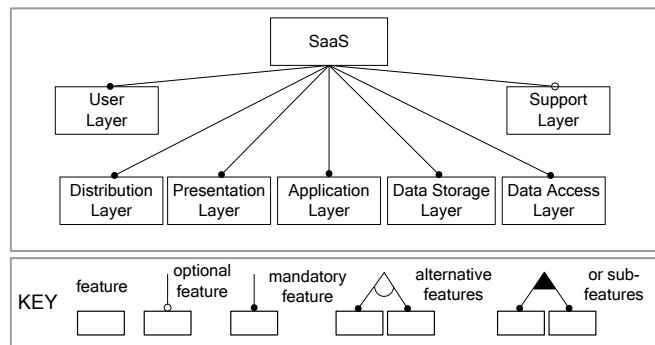 SaaS
User
Layer
Support
Layer
Distribution
Layer
Presentation
Layer
Application
Layer
Data Storage
Layer
Data Access
Layer
KEY
feature
optional
feature
mandatory
feature
alternative
features
or sub-
features